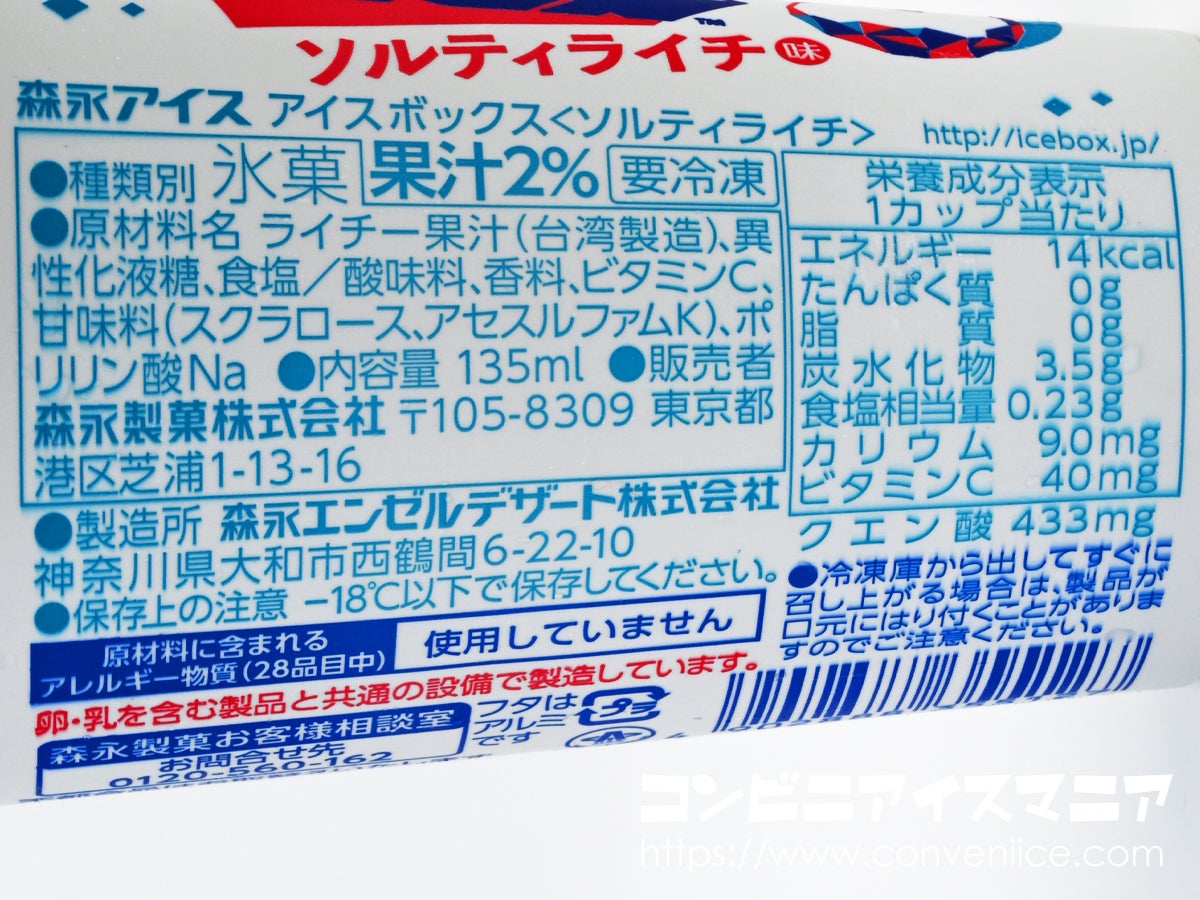 TM
ソルティライチ味
森永アイス アイスボックス<ソルティライチ>
http://icebox.jp/
●種類別 氷菓 果汁2% 要冷凍
●原材料名 ライチー果汁(台湾製造)、異
性化液糖、食塩/酸味料、香料、ビタミンC、
甘味料(スクラロース、アセスルファムK)、ポ
リリン酸Na ●内容量 135ml ●販売者
森永製菓株式会社 〒105-8309 東京都
港区芝浦1-13-16
●製造所 森永エンゼルデザート株式会社
神奈川県大和市西鶴間6-22-10
●保存上の注意 −18℃以下で保存してください。
原材料に含まれる
アレルギー物質(28品目中)
使用していません
卵・乳を含む製品と共通の設備で製造しています。
森永製菓お客様相談室
お問合せ先
0120-560-162
フタは
アルミ
です
プラ
栄養成分表示
1カップ当たり
エネルギー 14kcal
たんぱく質 0g
脂質 0g
炭水化物 3.5g
食塩相当量 0.23g
カリウム 9.0mg
ビタミンC 40mg
クエン酸 433mg
●冷凍庫から出してすぐに
召し上がる場合は、製品が
口元にはり付くことがありま
すのでご注意ください。
コンビニアイスマニア
https://www.conveniice.com